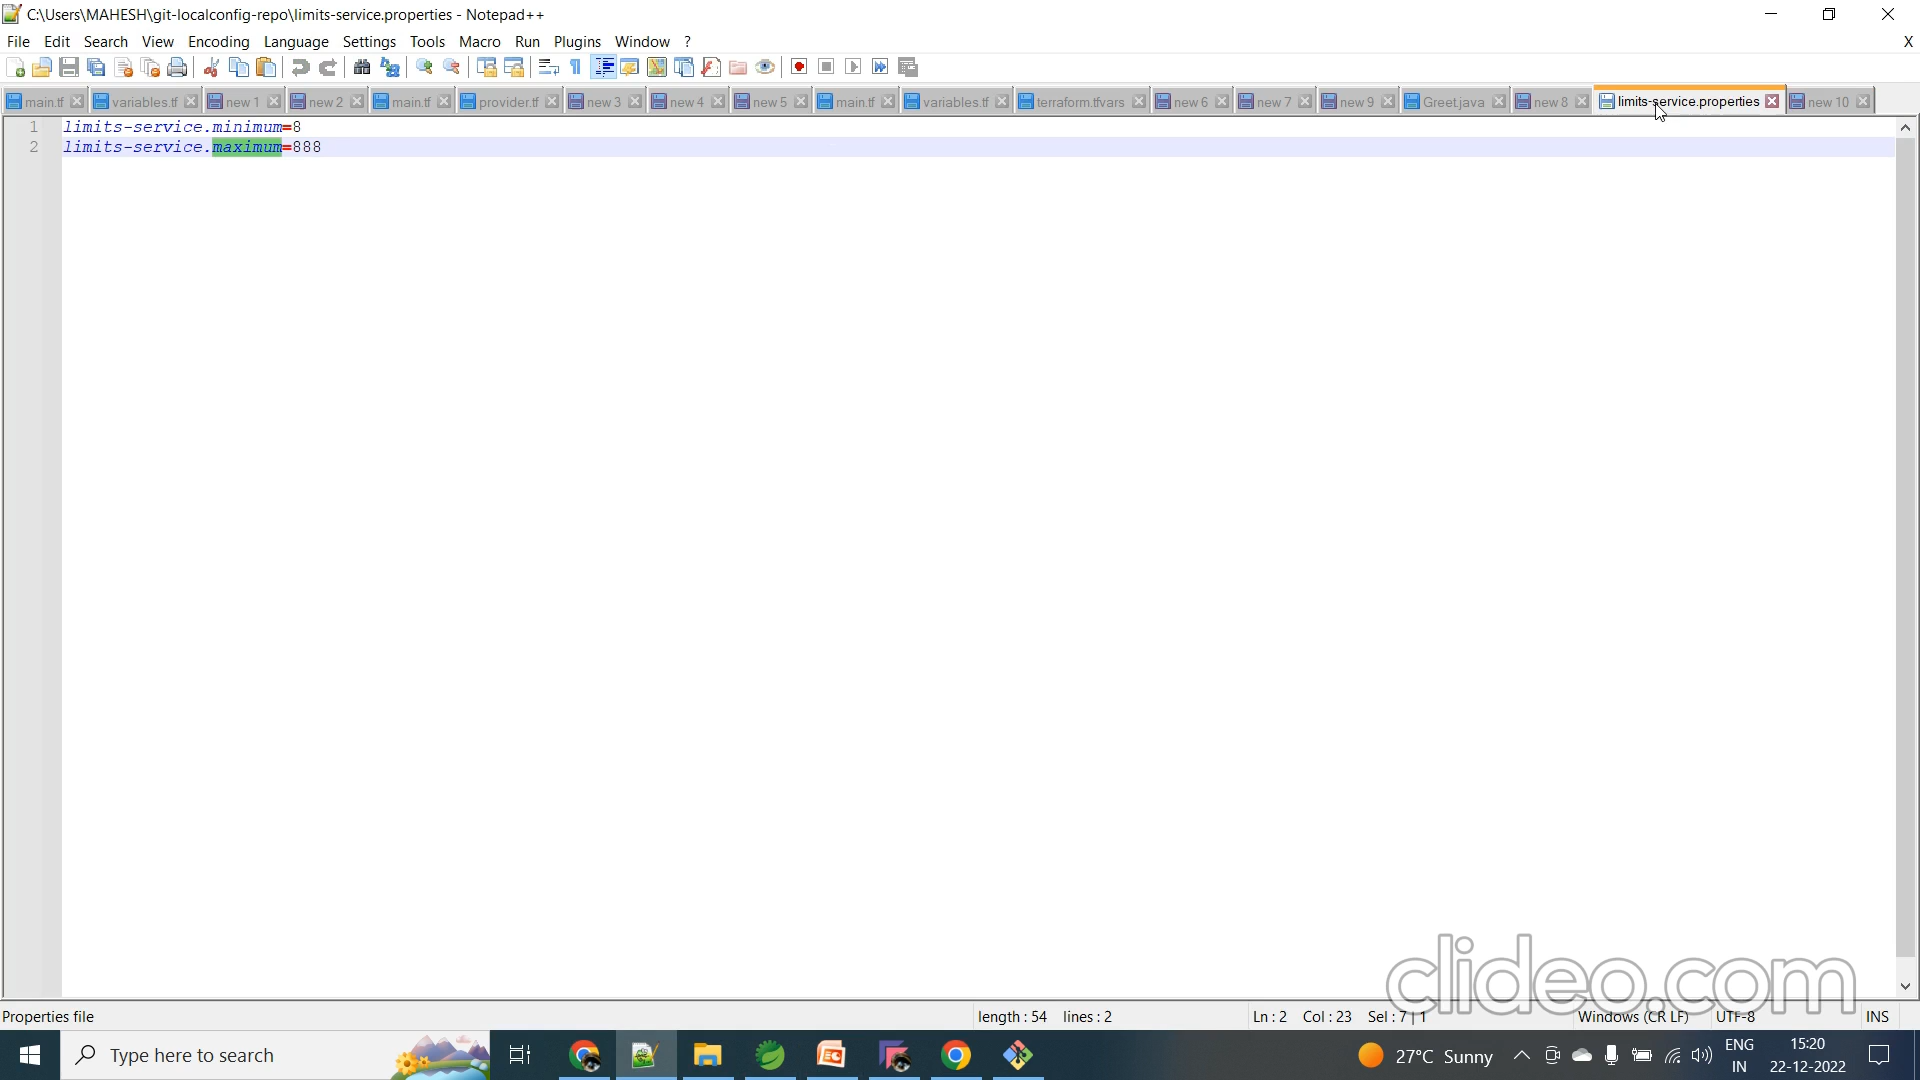 C:\Users\MAHESH\git-localconfig-repo\limits-service.properties - Notepad++
File Edit Search View Encoding Language Settings Tools Macro Run Plugins Window ? X
main.tf variables.tf new 1 new 2 main.tf provider.tf new 3 new 4 new 5 main.tf variables.tf terraform.tfvars new 6 new 7 new 9 Greet.java new 8 limits-service.properties new 10
1 limits-service.minimum=8
2 limits-service.maximum=888
clideo.com
Properties file length : 54 lines : 2 Ln : 2 Col : 23 Sel : 7 | 1 Windows (CR LF) UTF-8 INS
Type here to search 27°C Sunny ENG IN 15:20 22-12-2022